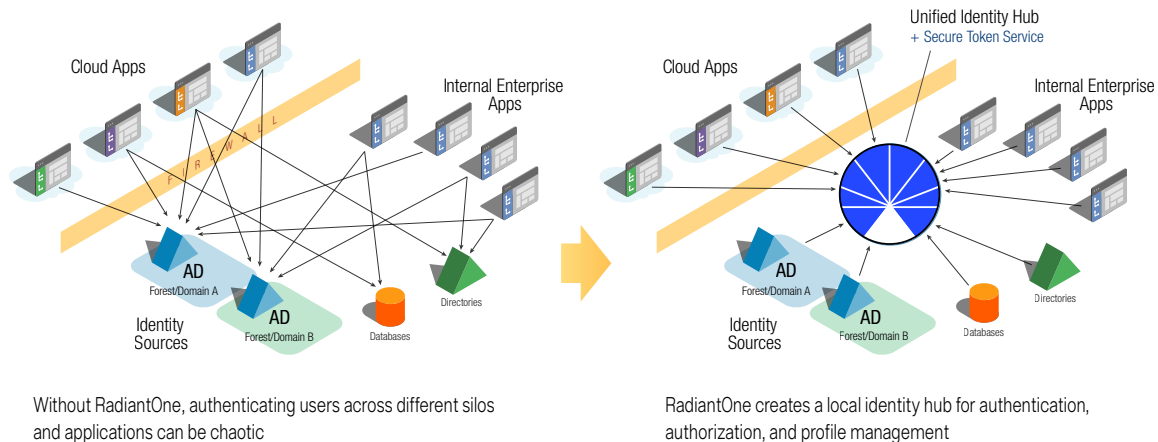 Cloud Apps
Internal Enterprise
Apps
FIREWALL
AD
Forest/Domain A
AD
Forest/Domain B
Identity
Sources
Databases
Directories
Without RadiantOne, authenticating users across different silos
and applications can be chaotic
Unified Identity Hub
+ Secure Token Service
Cloud Apps
Internal Enterprise
Apps
AD
Forest/Domain A
AD
Forest/Domain B
Identity
Sources
Databases
Directories
RadiantOne creates a local identity hub for authentication,
authorization, and profile management